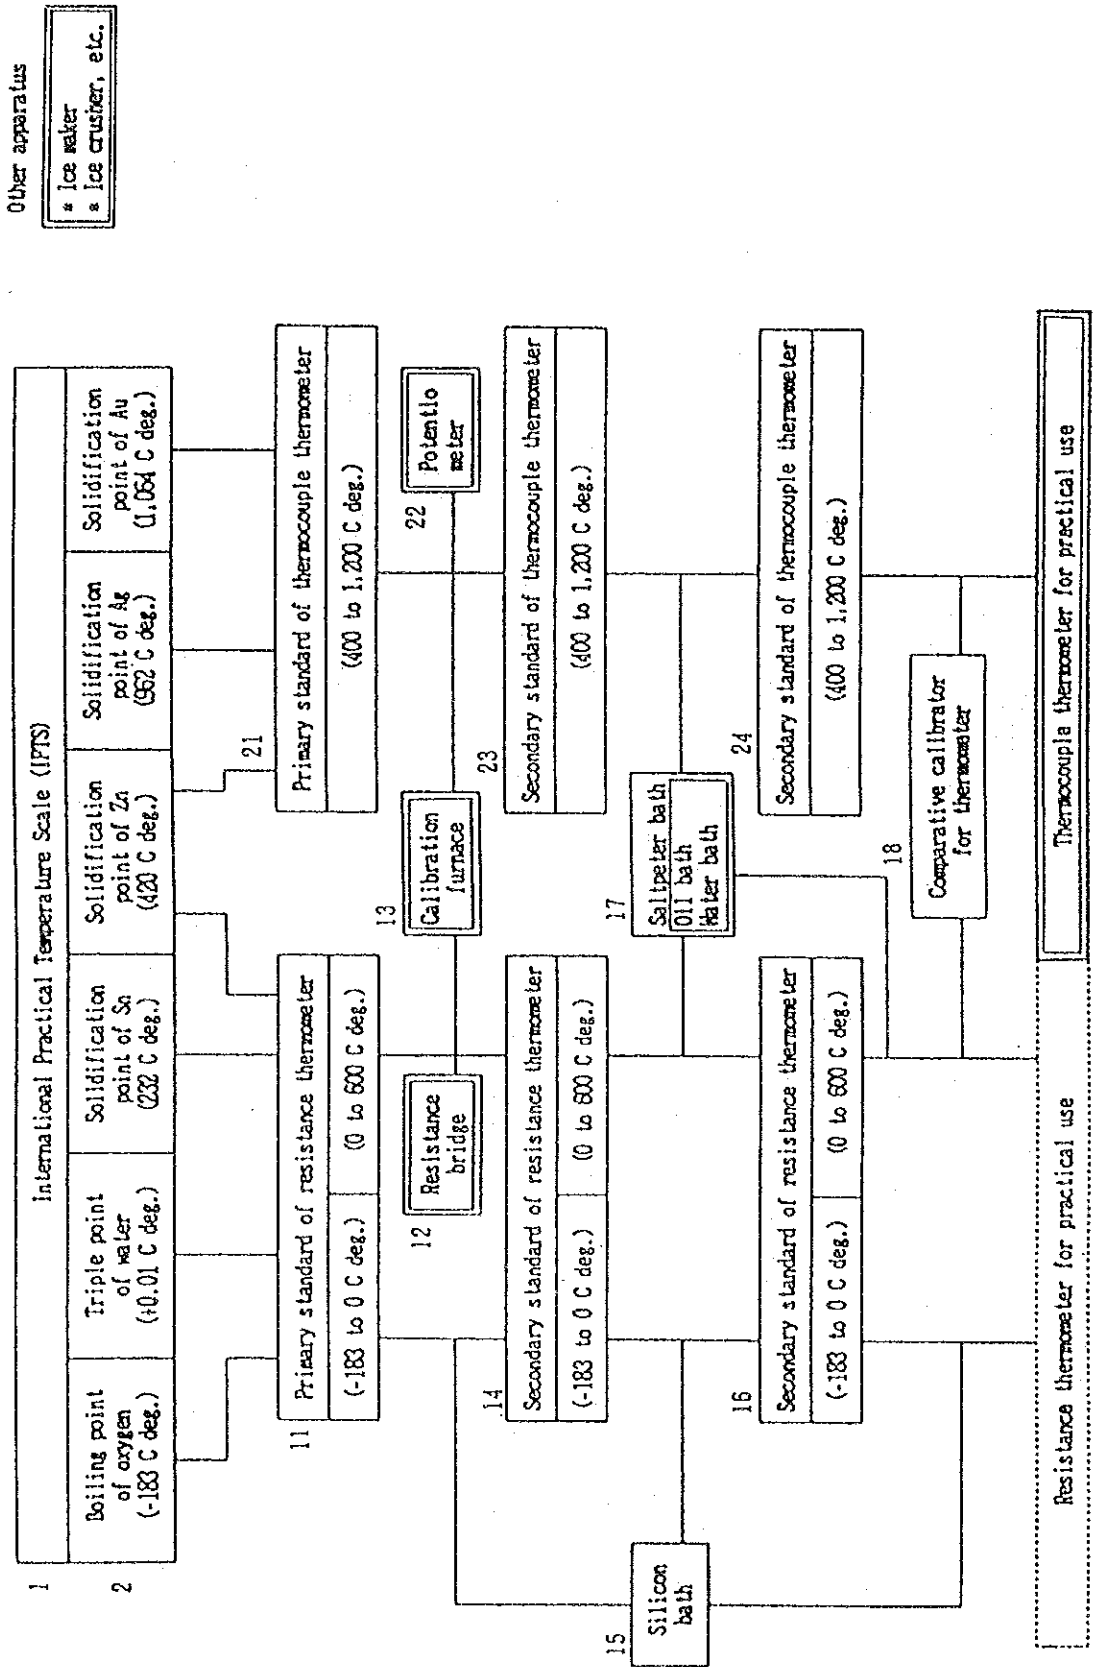 Other apparatus
* Ice maker
* Ice crusher, etc.
1
International Practical Temperature Scale (IPTS)
2
Boiling point
of oxygen
(-183 C deg.)
Triple point
of water
(+0.01 C deg.)
Solidification
point of Sn
(232 C deg.)
Solidification
point of Zn
(420 C deg.)
Solidification
point of Ag
(962 C deg.)
Solidification
point of Au
(1,064 C deg.)
11
Primary standard of resistance thermometer
(-183 to 0 C deg.)
(0 to 600 C deg.)
21
Primary standard of thermocouple thermometer
(400 to 1,200 C deg.)
12
Resistance
bridge
13
Calibration
furnace
22
Potentio
meter
14
Secondary standard of resistance thermometer
(-183 to 0 C deg.)
(0 to 600 C deg.)
23
Secondary standard of thermocouple thermometer
(400 to 1,200 C deg.)
15
Silicon
bath
17
Saltpeter bath
Oil bath
Water bath
16
Secondary standard of resistance thermometer
(-183 to 0 C deg.)
(0 to 600 C deg.)
24
Secondary standard of thermocouple thermometer
(400 to 1,200 C deg.)
18
Comparative calibrator
for thermometer
Resistance thermometer for practical use
Thermocupla thermometer for practical use